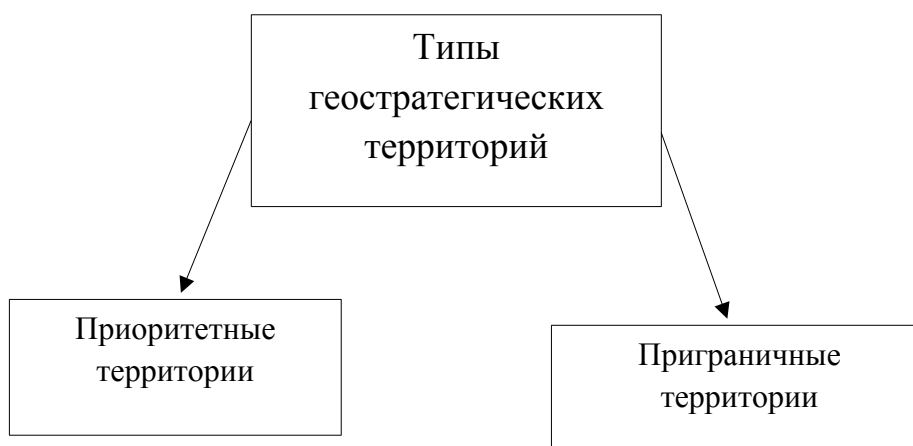 Типы
геостратегических
территорий
Приоритетные
территории
Приграничные
территории